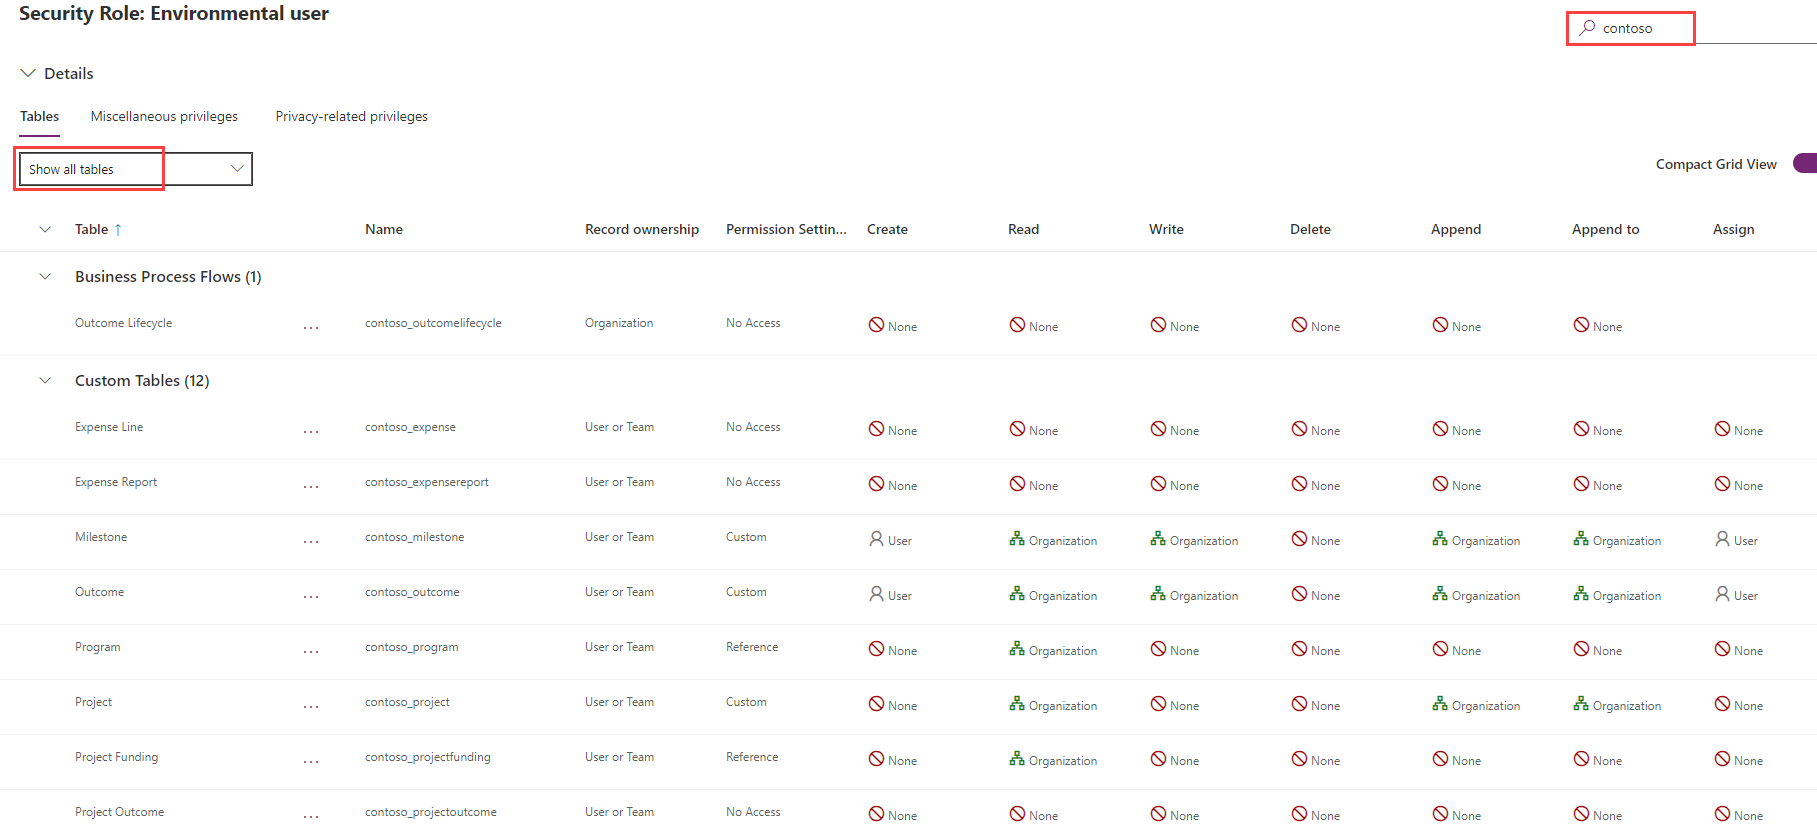 Security Role: Environmental user
contoso
Details
Tables Miscellaneous privileges Privacy-related privileges
Show all tables
Compact Grid View
Table ↑ Name Record ownership Permission Settin... Create Read Write Delete Append Append to Assign
Business Process Flows (1)
Outcome Lifecycle ... contoso_outcomelifecycle Organization No Access None None None None None None
Custom Tables (12)
Expense Line ... contoso_expense User or Team No Access None None None None None None None
Expense Report ... contoso_expensereport User or Team No Access None None None None None None None
Milestone ... contoso_milestone User or Team Custom User Organization Organization None Organization Organization User
Outcome ... contoso_outcome User or Team Custom User Organization Organization None Organization Organization User
Program ... contoso_program User or Team Reference None Organization None None None None None
Project ... contoso_project User or Team Custom None Organization None None Organization Organization None
Project Funding ... contoso_projectfunding User or Team Reference None Organization None None None None None
Project Outcome ... contoso_projectoutcome User or Team No Access None None None None None None None